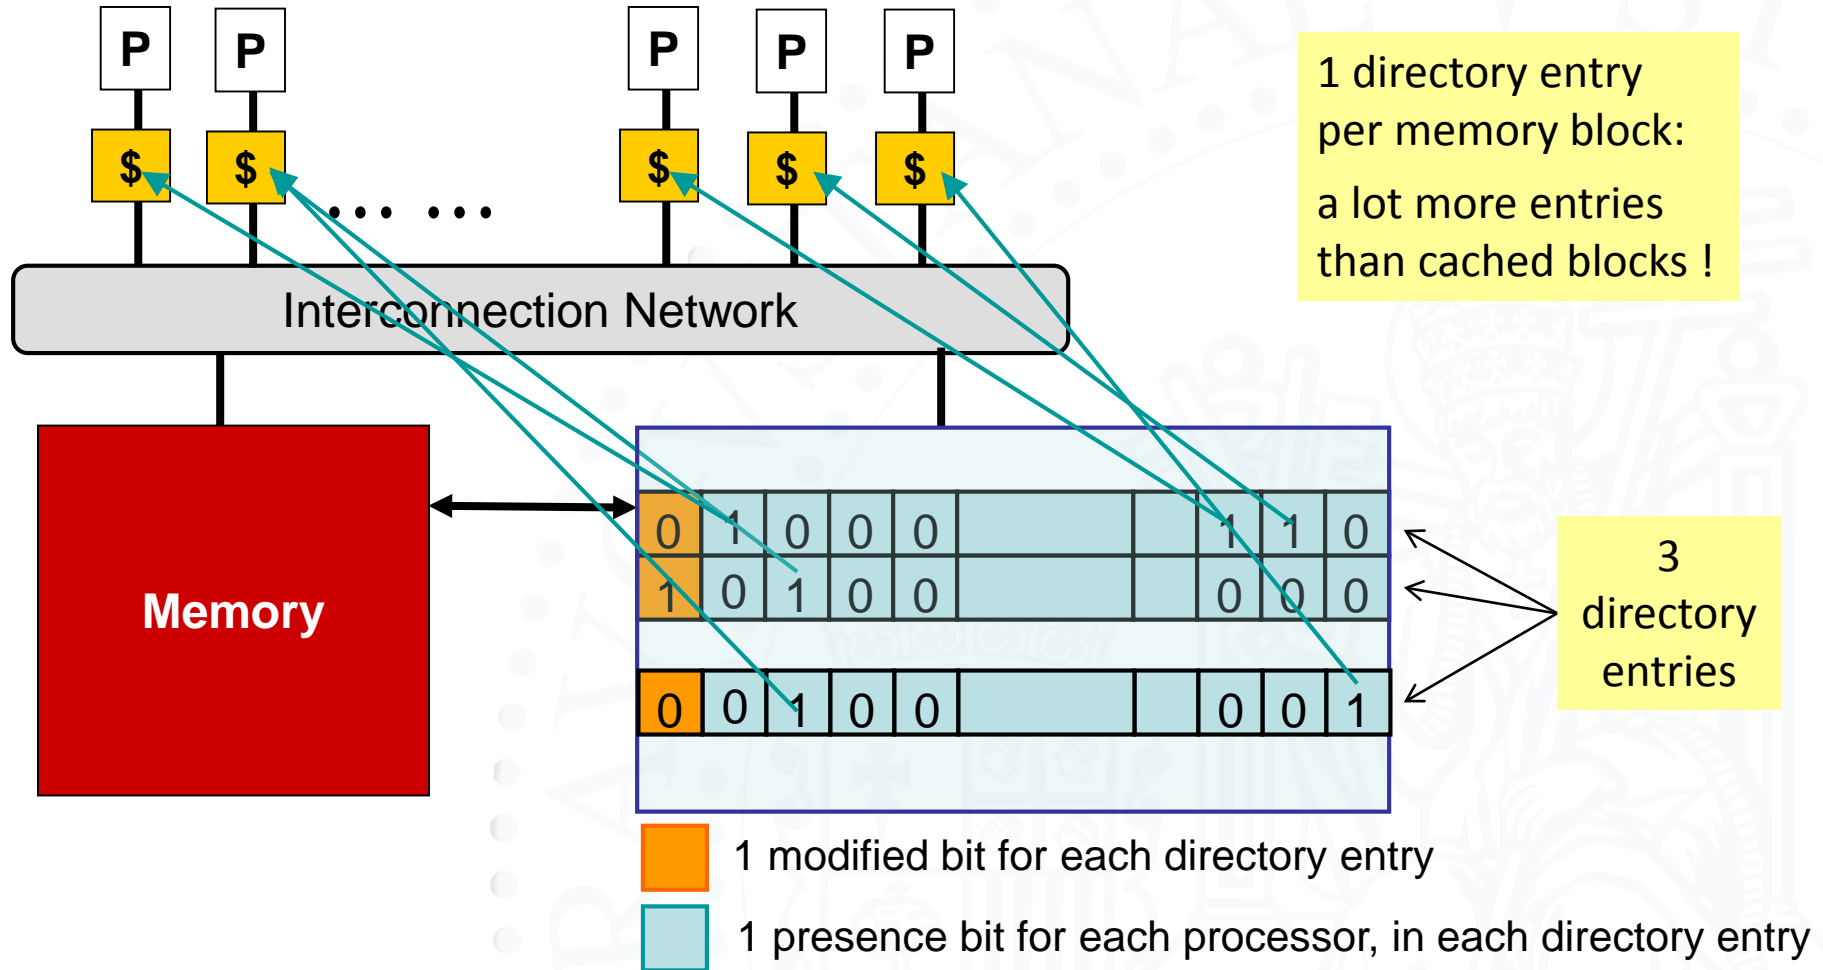 P P P P P
$ $ $ $ $
... ...
Interconnection Network
1 directory entry
per memory block:
a lot more entries
than cached blocks !
Memory
0 1 0 0 0 1 1 0
1 0 1 0 0 0 0 0
0 0 1 0 0 0 0 1
3
directory
entries
1 modified bit for each directory entry
1 presence bit for each processor, in each directory entry